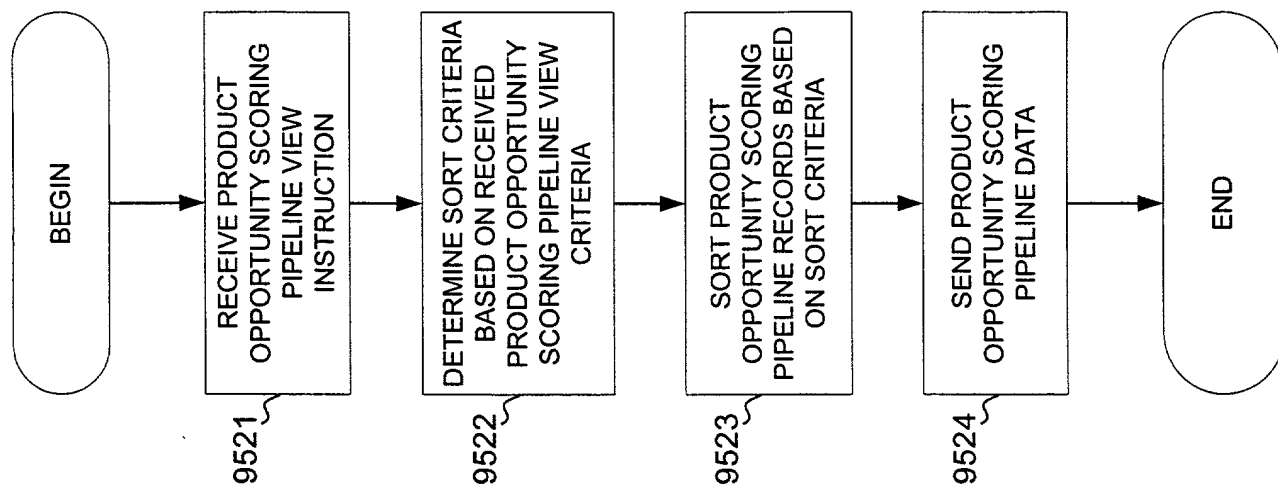 BEGIN
RECEIVE PRODUCT
OPPORTUNITY SCORING
PIPELINE VIEW
INSTRUCTION
9521
DETERMINE SORT CRITERIA
BASED ON RECEIVED
PRODUCT OPPORTUNITY
SCORING PIPELINE VIEW
CRITERIA
9522
SORT PRODUCT
OPPORTUNITY SCORING
PIPELINE RECORDS BASED
ON SORT CRITERIA
9523
SEND PRODUCT
OPPORTUNITY SCORING
PIPELINE DATA
9524
END